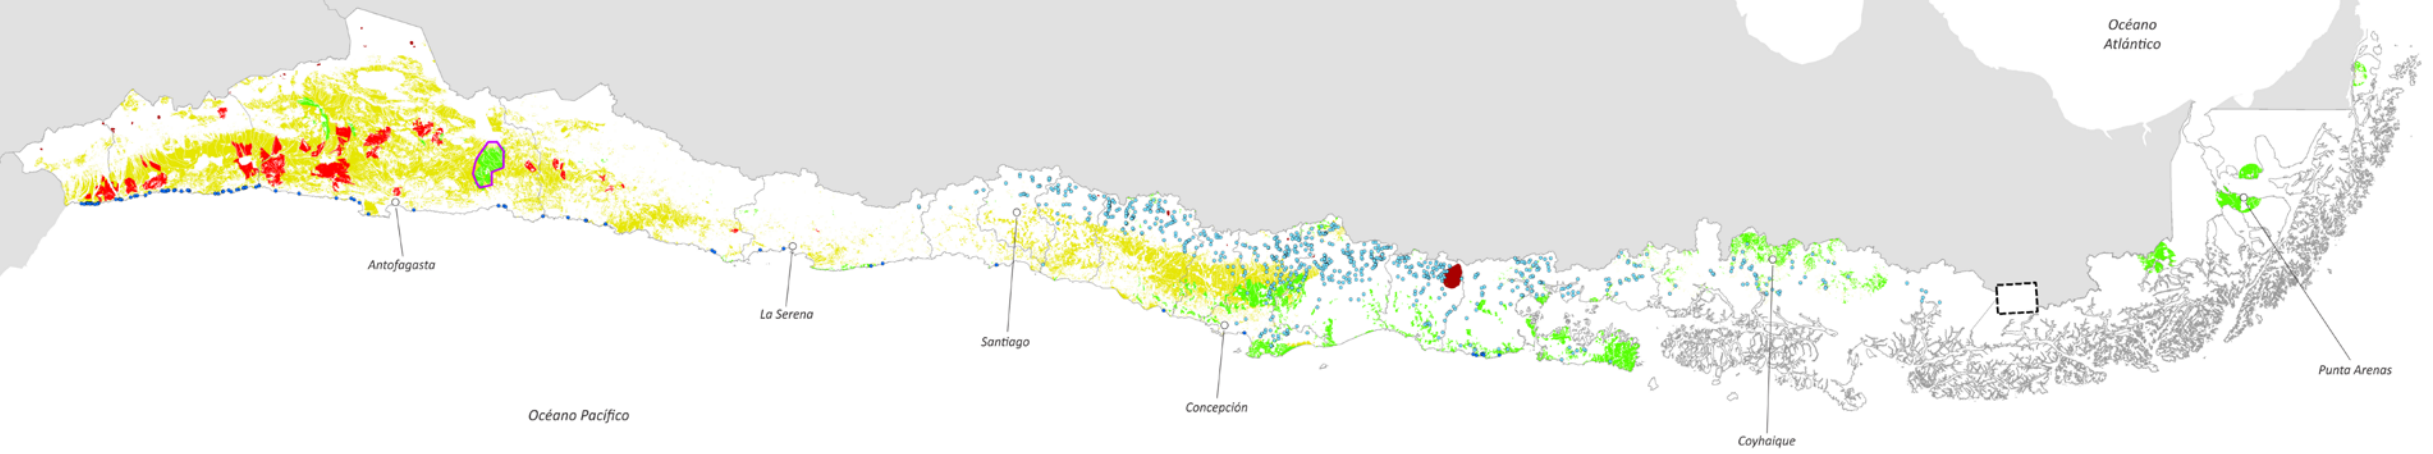 Océano
Atlántico
Antofagasta
La Serena
Santiago
Océano Pacífico
Concepción
Coyhaique
Punta Arenas